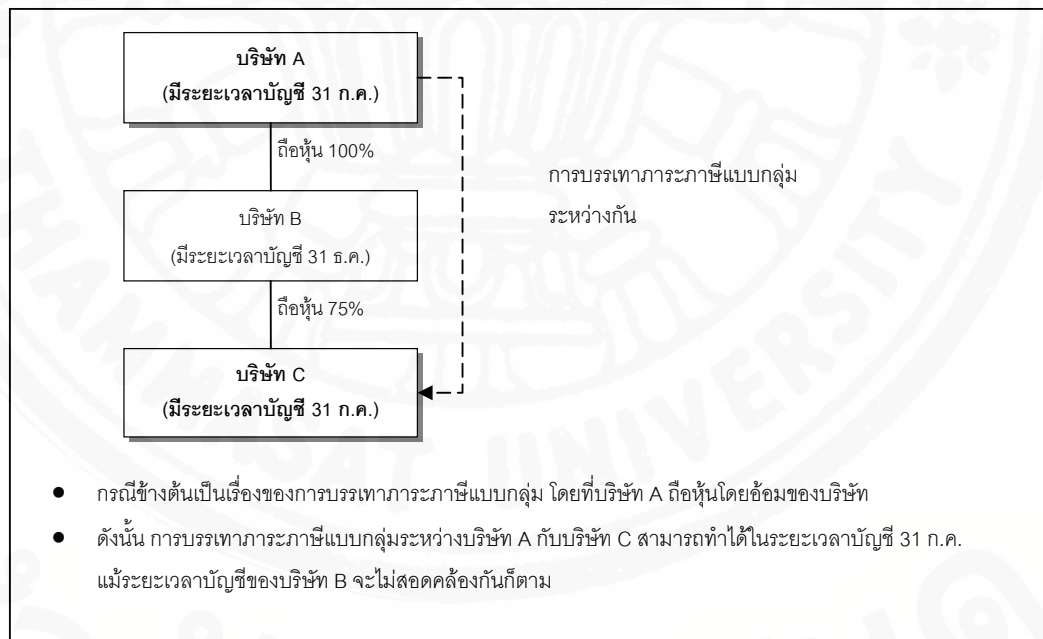 บริษัท A
(มีระยะเวลาบัญชี 31 ก.ค.)
ถือหุ้น 100%
การบรรเทาภาระภาษีแบบกลุ่ม
ระหว่างกัน
บริษัท B
(มีระยะเวลาบัญชี 31 ธ.ค.)
ถือหุ้น 75%
บริษัท C
(มีระยะเวลาบัญชี 31 ก.ค.)
● กรณีข้างต้นเป็นเรื่องของการบรรเทาภาระภาษีแบบกลุ่ม โดยที่บริษัท A ถือหุ้นโดยอ้อมของบริษัท
● ดังนั้น การบรรเทาภาระภาษีแบบกลุ่มระหว่างบริษัท A กับบริษัท C สามารถทำได้ในระยะเวลาบัญชี 31 ก.ค.
แม้ระยะเวลาบัญชีของบริษัท B จะไม่สอดคล้องกันก็ตาม
THAMMASAT UNIVERSITY